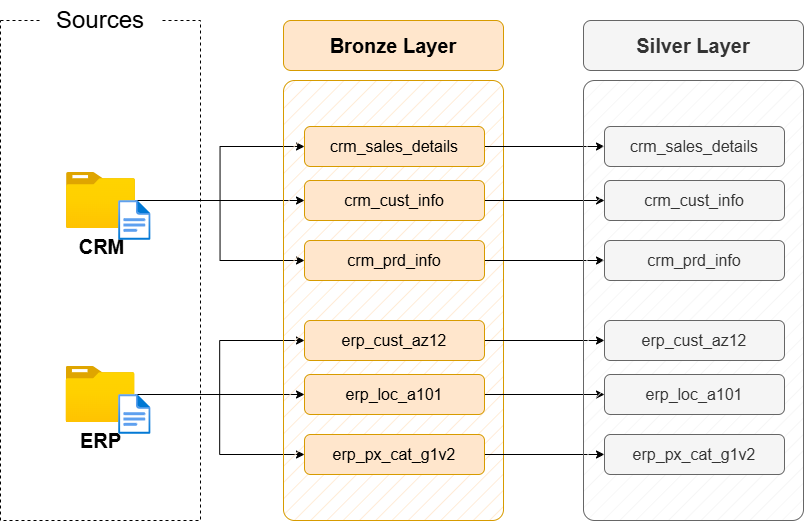 Sources
Bronze Layer
Silver Layer
crm_sales_details
crm_sales_details
crm_cust_info
crm_cust_info
CRM
crm_prd_info
crm_prd_info
erp_cust_az12
erp_cust_az12
erp_loc_a101
erp_loc_a101
ERP
erp_px_cat_g1v2
erp_px_cat_g1v2